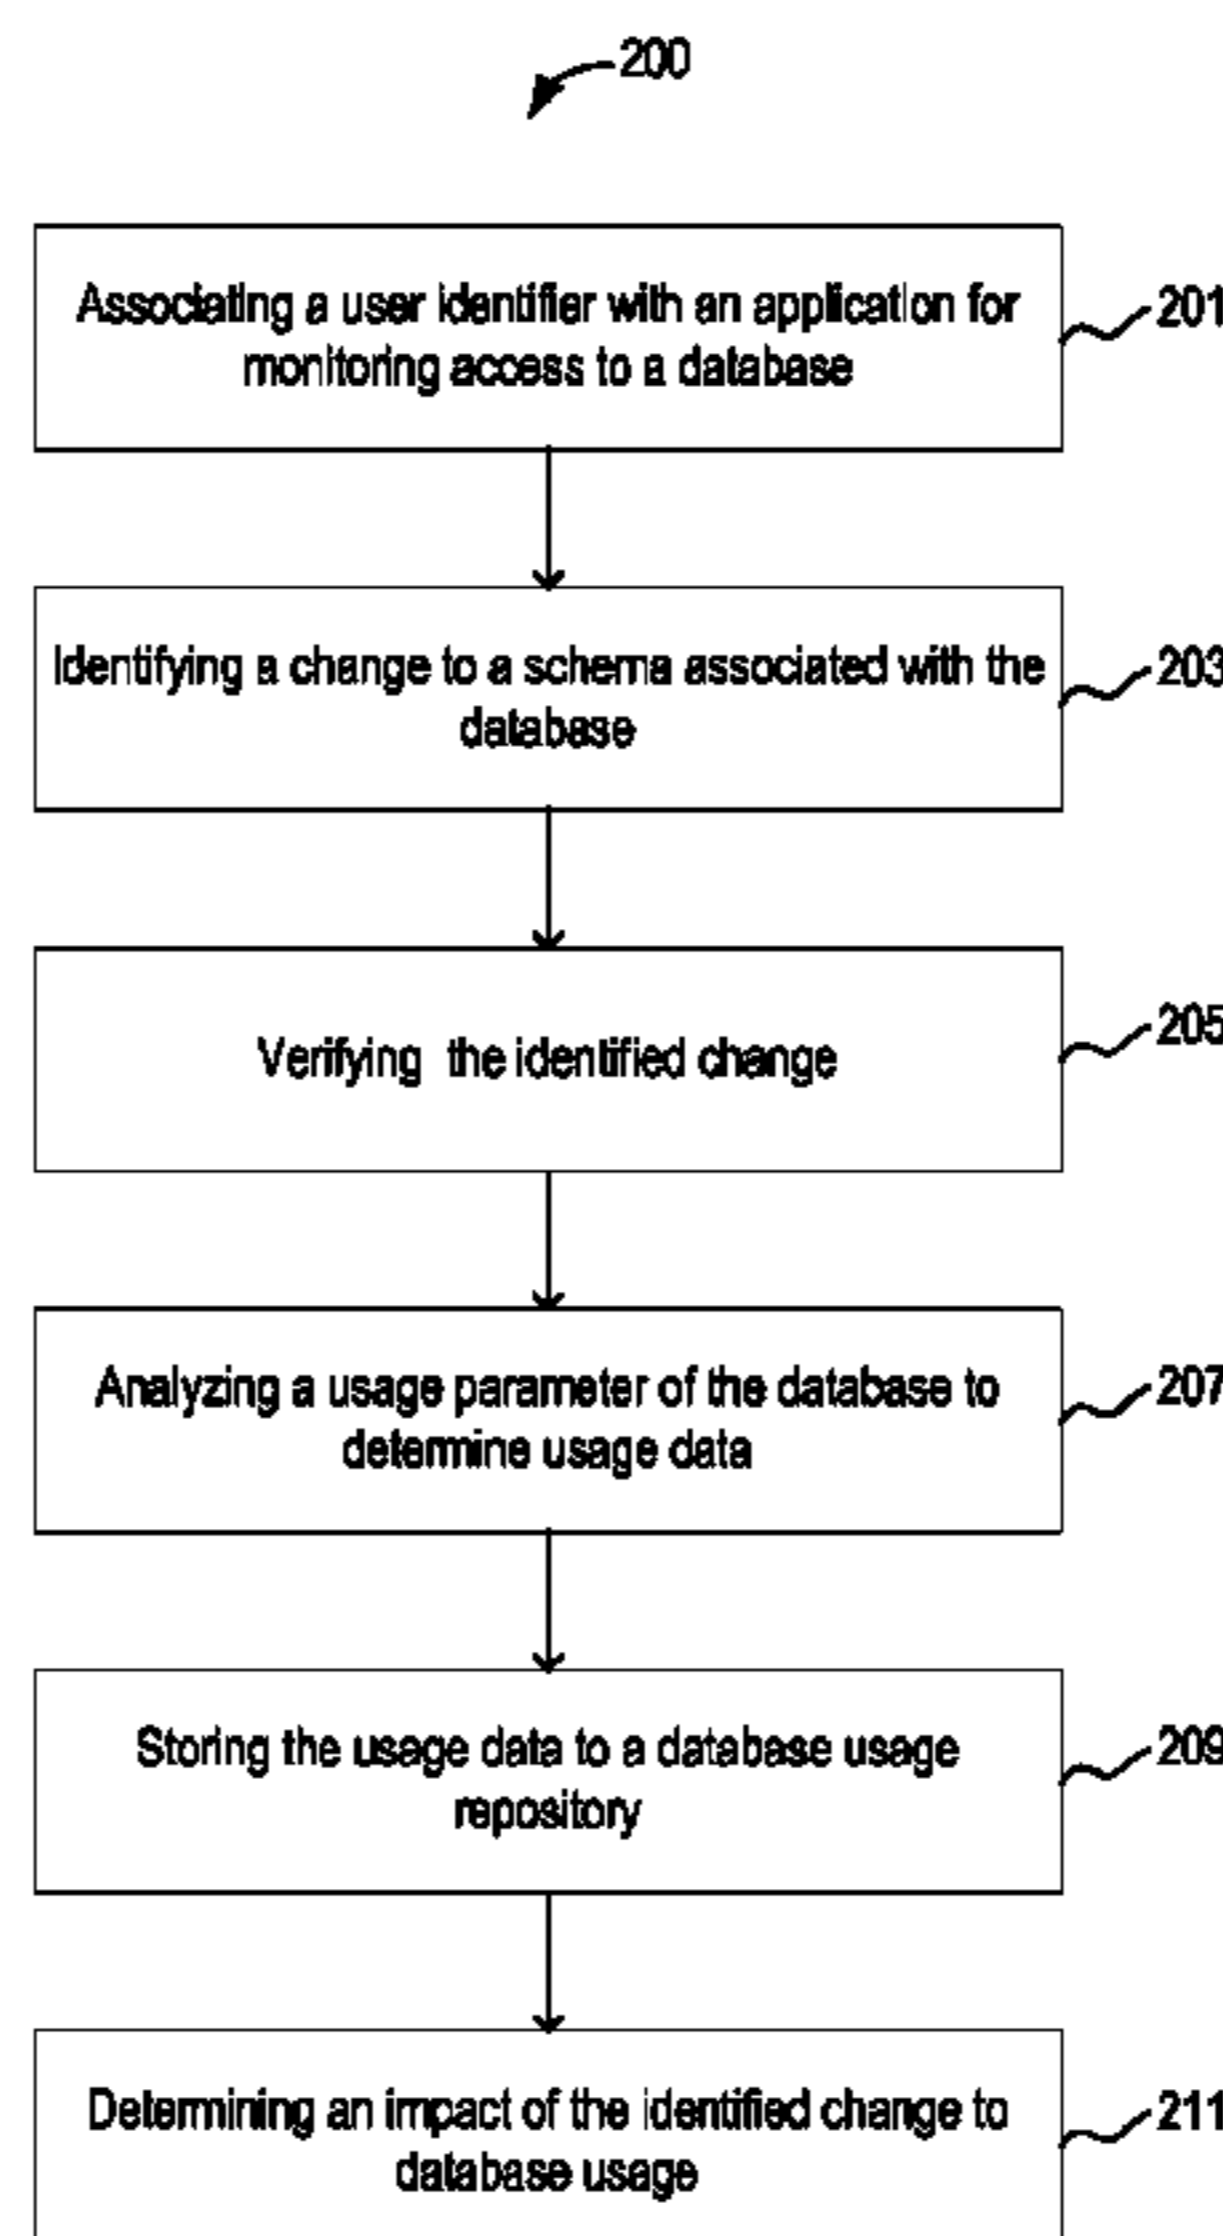 200
Associating a user identifier with an application for
monitoring access to a database
201
Identifying a change to a schema associated with the
database
203
Verifying the identified change
205
Analyzing a usage parameter of the database to
determine usage data
207
Storing the usage data to a database usage
repository
209
Determining an impact of the identified change to
database usage
211